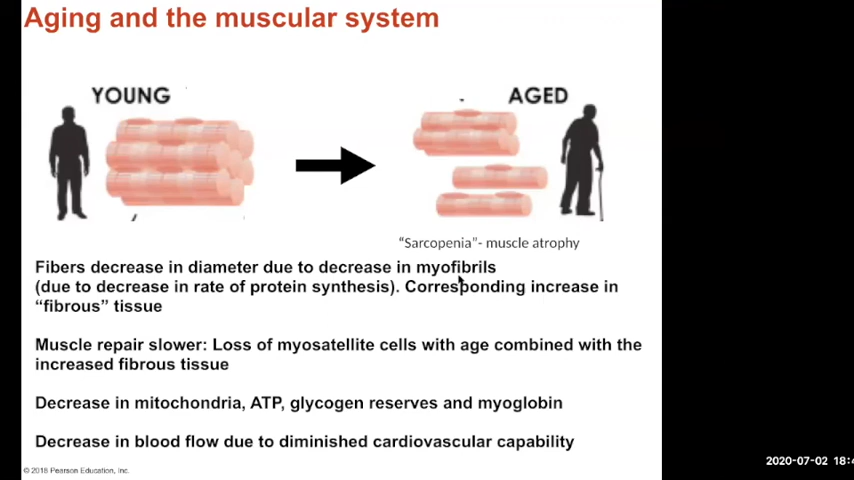 Aging and the muscular system
YOUNG
AGED
“Sarcopenia”- muscle atrophy
Fibers decrease in diameter due to decrease in myofibrils
(due to decrease in rate of protein synthesis). Corresponding increase in
“fibrous” tissue
Muscle repair slower: Loss of myosatellite cells with age combined with the
increased fibrous tissue
Decrease in mitochondria, ATP, glycogen reserves and myoglobin
Decrease in blood flow due to diminished cardiovascular capability
© 2018 Pearson Education, Inc.
2020-07-02